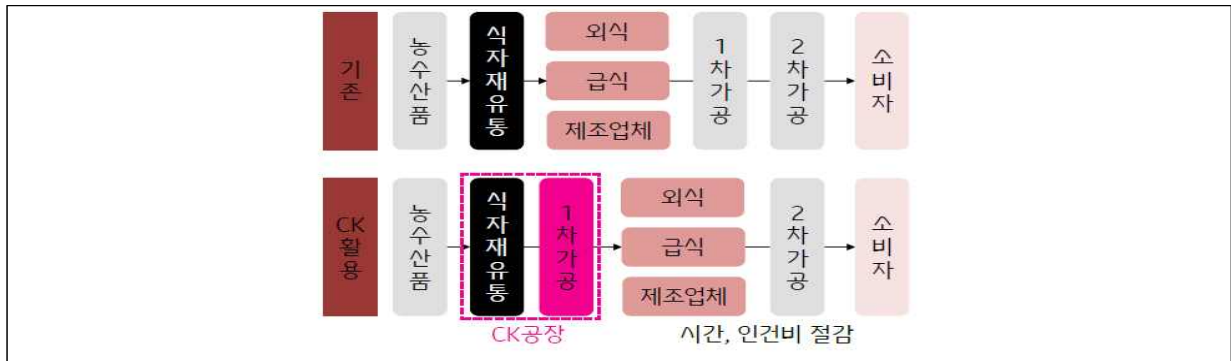 기존
농수산품
식자재유통
외식
급식
제조업체
1차가공
2차가공
소비자
CK활용
농수산품
식자재유통
1차가공
외식
급식
제조업체
2차가공
소비자
CK공장
시간, 인건비 절감